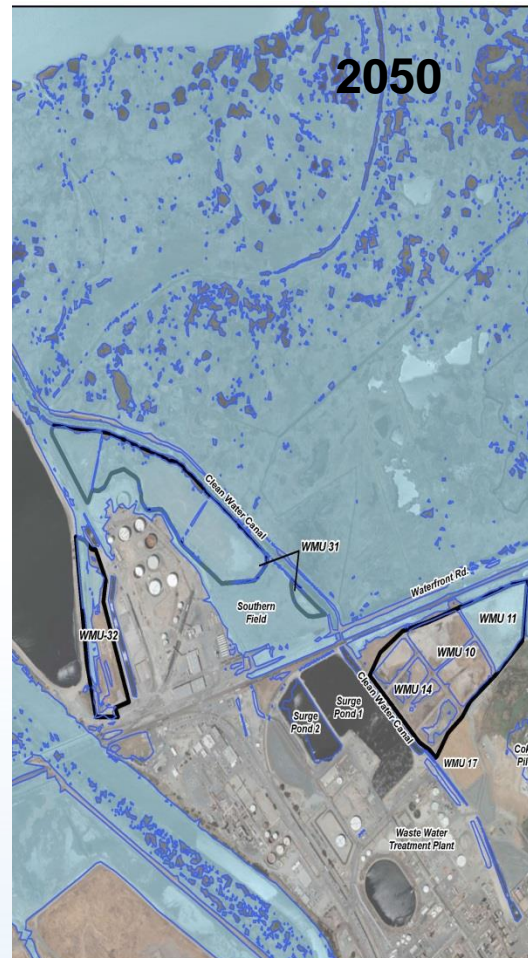 2050
Clean Water Canal
WMU 31
Waterfront Rd.
Southern
Field
WMU-32
WMU 11
WMU 10
WMU 14
Clean Water Canal
Surge
Pond 1
Surge
Pond 2
WMU 17
Waste Water
Treatment Plant